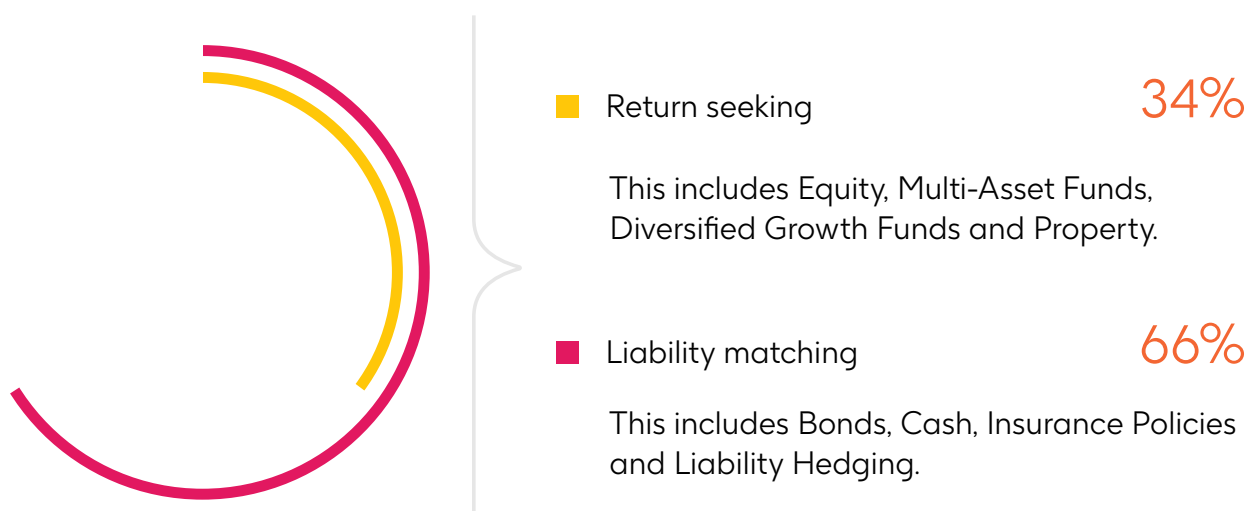 Return seeking 34%
This includes Equity, Multi-Asset Funds,
Diversified Growth Funds and Property.
Liability matching 66%
This includes Bonds, Cash, Insurance Policies
and Liability Hedging.